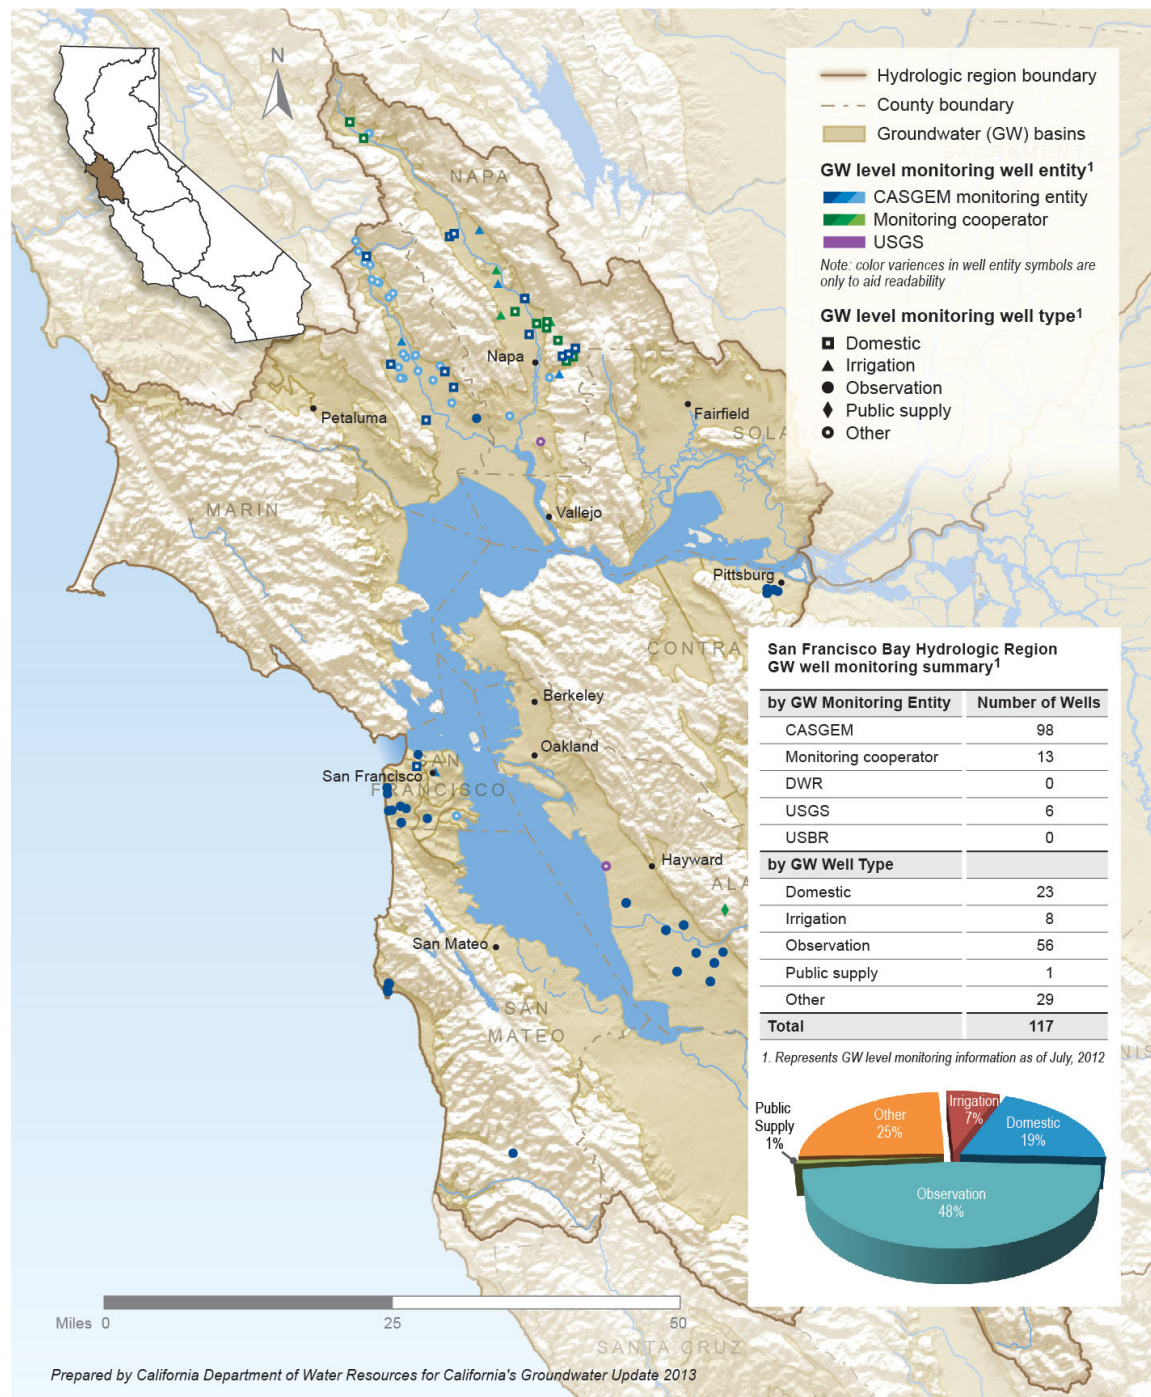 N
Hydrologic region boundary
County boundary
Groundwater (GW) basins
SACRAMENTO
GW level monitoring well entity1
CASGEM monitoring entity
Monitoring cooperator
USGS
Note: color variences in well entity symbols are
only to aid readability
GW level monitoring well type1
Domestic
Irrigation
Observation
Public supply
Other
NAPA
Napa
Petaluma
Fairfield
SOLA
MARIN
Vallejo
Pittsburg
CONTRA
Berkeley
Oakland
San Francisco
SAN
FRANCISCO
Hayward
ALA
San Mateo
SAN
MATEO
San Francisco Bay Hydrologic Region
GW well monitoring summary1
by GW Monitoring Entity Number of Wells
CASGEM 98
Monitoring cooperator 13
DWR 0
USGS 6
USBR 0
by GW Well Type
Domestic 23
Irrigation 8
Observation 56
Public supply 1
Other 29
Total 117
1. Represents GW level monitoring information as of July, 2012
NIS
Public
Supply
1%
Other
25%
Irrigation
7%
Domestic
19%
Observation
48%
Miles 0 25 50
SANTA CRUZ
Prepared by California Department of Water Resources for California's Groundwater Update 2013